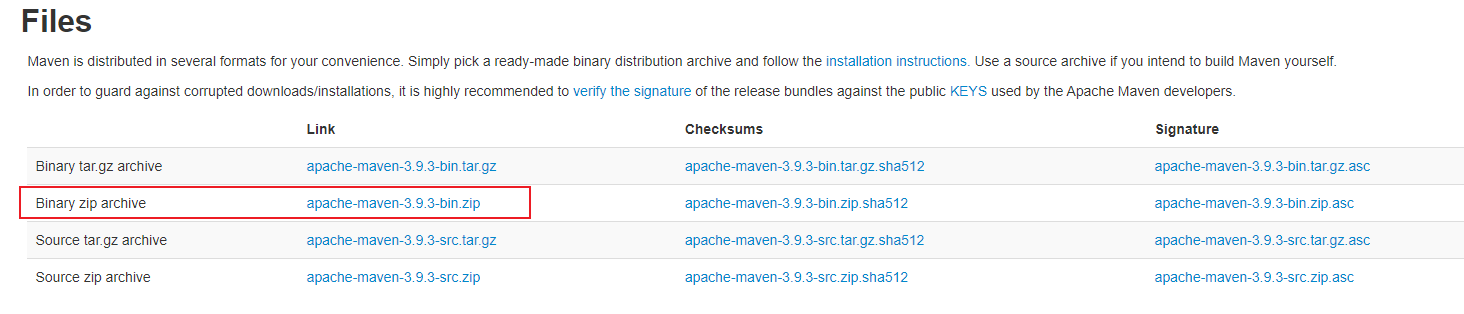 Files
Maven is distributed in several formats for your convenience. Simply pick a ready-made binary distribution archive and follow the installation instructions. Use a source archive if you intend to build Maven yourself.
In order to guard against corrupted downloads/installations, it is highly recommended to verify the signature of the release bundles against the public KEYS used by the Apache Maven developers.
Link Checksums Signature
Binary tar.gz archive apache-maven-3.9.3-bin.tar.gz apache-maven-3.9.3-bin.tar.gz.sha512 apache-maven-3.9.3-bin.tar.gz.asc
Binary zip archive apache-maven-3.9.3-bin.zip apache-maven-3.9.3-bin.zip.sha512 apache-maven-3.9.3-bin.zip.asc
Source tar.gz archive apache-maven-3.9.3-src.tar.gz apache-maven-3.9.3-src.tar.gz.sha512 apache-maven-3.9.3-src.tar.gz.asc
Source zip archive apache-maven-3.9.3-src.zip apache-maven-3.9.3-src.zip.sha512 apache-maven-3.9.3-src.zip.asc